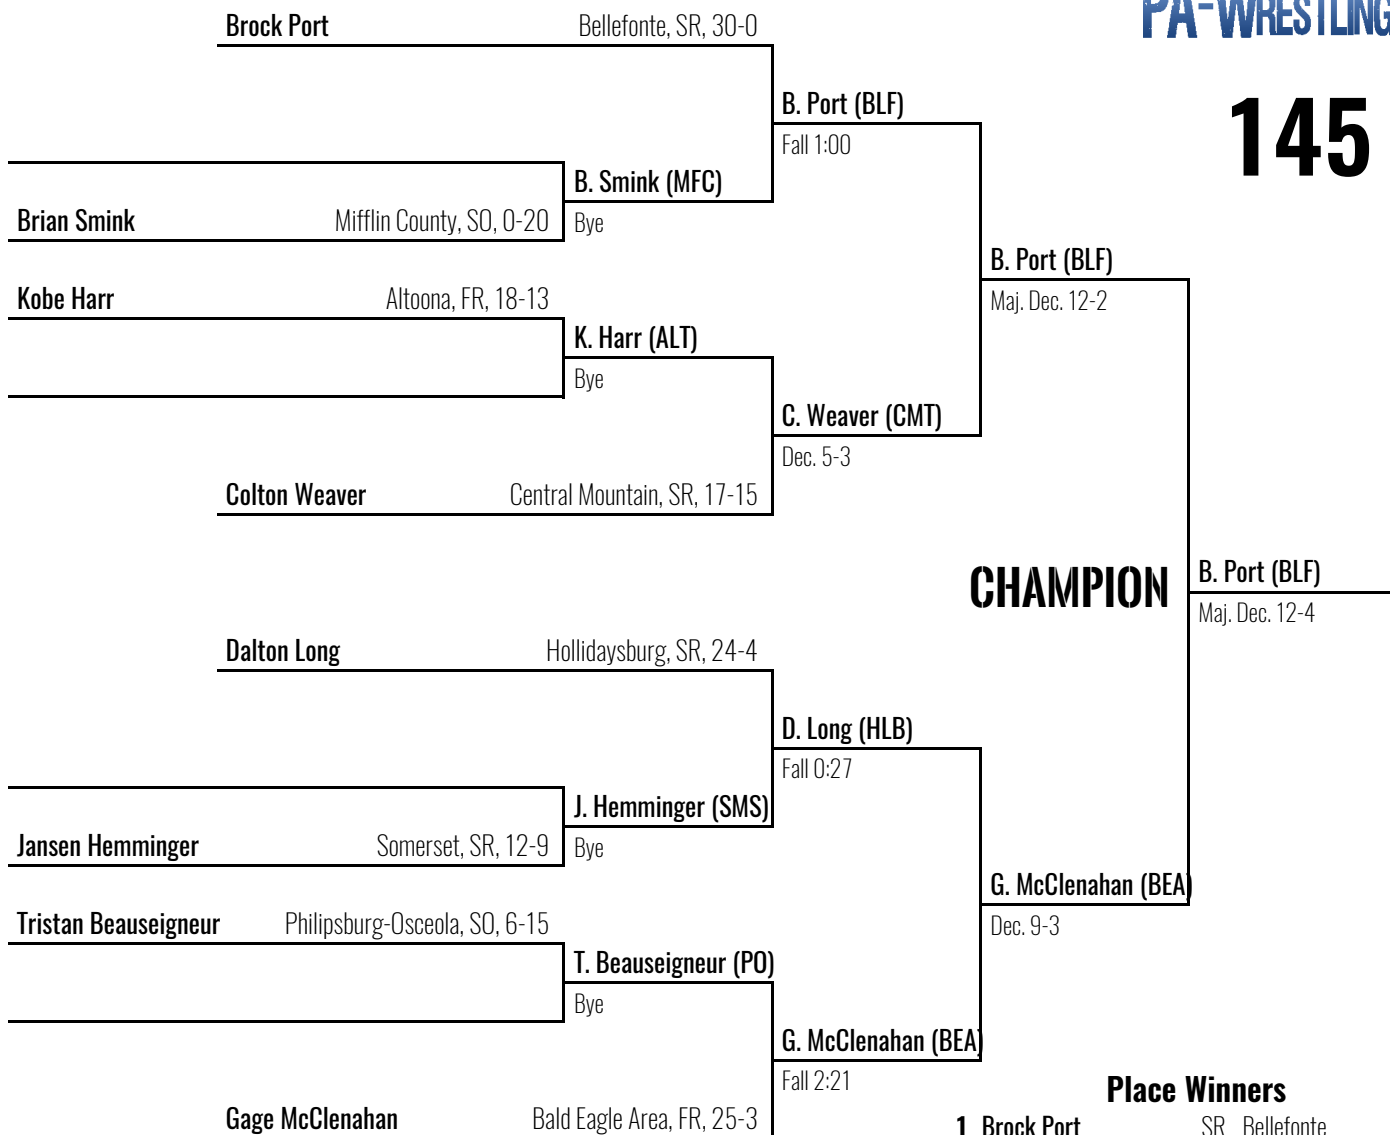 PA-WRESTLING
145
Brock Port Bellefonte, SR, 30-0
B. Port (BLF)
Fall 1:00
B. Smink (MFC)
Brian Smink Mifflin County, SO, 0-20
Bye
B. Port (BLF)
Maj. Dec. 12-2
Kobe Harr Altoona, FR, 18-13
K. Harr (ALT)
Bye
C. Weaver (CMT)
Dec. 5-3
Colton Weaver Central Mountain, SR, 17-15
CHAMPION
B. Port (BLF)
Maj. Dec. 12-4
Dalton Long Hollidaysburg, SR, 24-4
D. Long (HLB)
Fall 0:27
J. Hemminger (SMS)
Jansen Hemminger Somerset, SR, 12-9
Bye
G. McClenahan (BEA)
Dec. 9-3
Tristan Beauseigneur Philipsburg-Osceola, SO, 6-15
T. Beauseigneur (PO)
Bye
G. McClenahan (BEA)
Fall 2:21
Gage McClenahan Bald Eagle Area, FR, 25-3
Place Winners
1 Brock Port SR Bellefonte